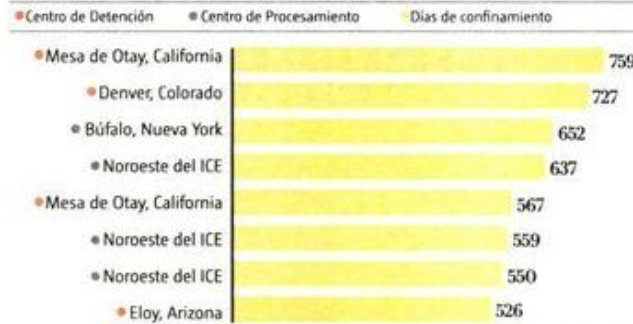 Centro de Detención Centro de Procesamiento Días de confinamiento
Mesa de Otay, California 759
Denver, Colorado 727
Búfalo, Nueva York 652
Noroeste del ICE 637
Mesa de Otay, California 567
Noroeste del ICE 559
Noroeste del ICE 550
Eloy, Arizona 526